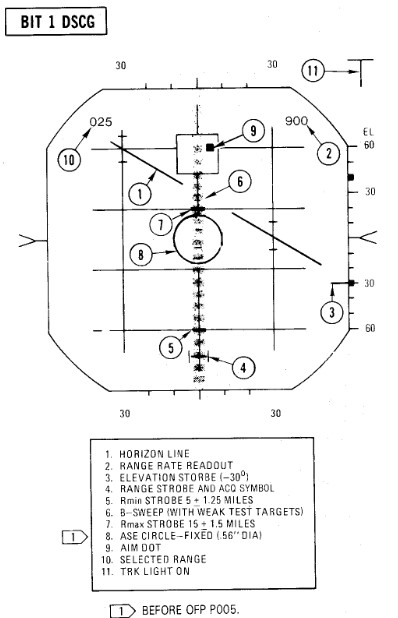 BIT 1 DSCG
30
30
11
025
9
900
EL
10
2
60
1
6
30
7
8
30
3
5
4
60
30
30
1. HORIZON LINE
2. RANGE RATE READOUT
3. ELEVATION STORBE (–30°)
4. RANGE STROBE AND ACQ SYMBOL
5. Rmin STROBE 5 ± 1.25 MILES
6. B-SWEEP (WITH WEAK TEST TARGETS)
7. Rmax STROBE 15 ± 1.5 MILES
1
8. ASE CIRCLE–FIXED (.56" DIA)
9. AIM DOT
10. SELECTED RANGE
11. TRK LIGHT ON
1 BEFORE OFP P005.